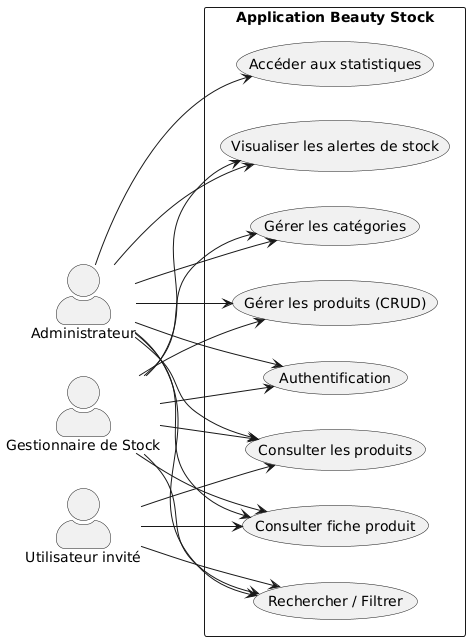 Application Beauty Stock
Accéder aux statistiques
Visualiser les alertes de stock
Gérer les catégories
Gérer les produits (CRUD)
Administrateur
Authentification
Gestionnaire de Stock
Consulter les produits
Consulter fiche produit
Utilisateur invité
Rechercher / Filtrer